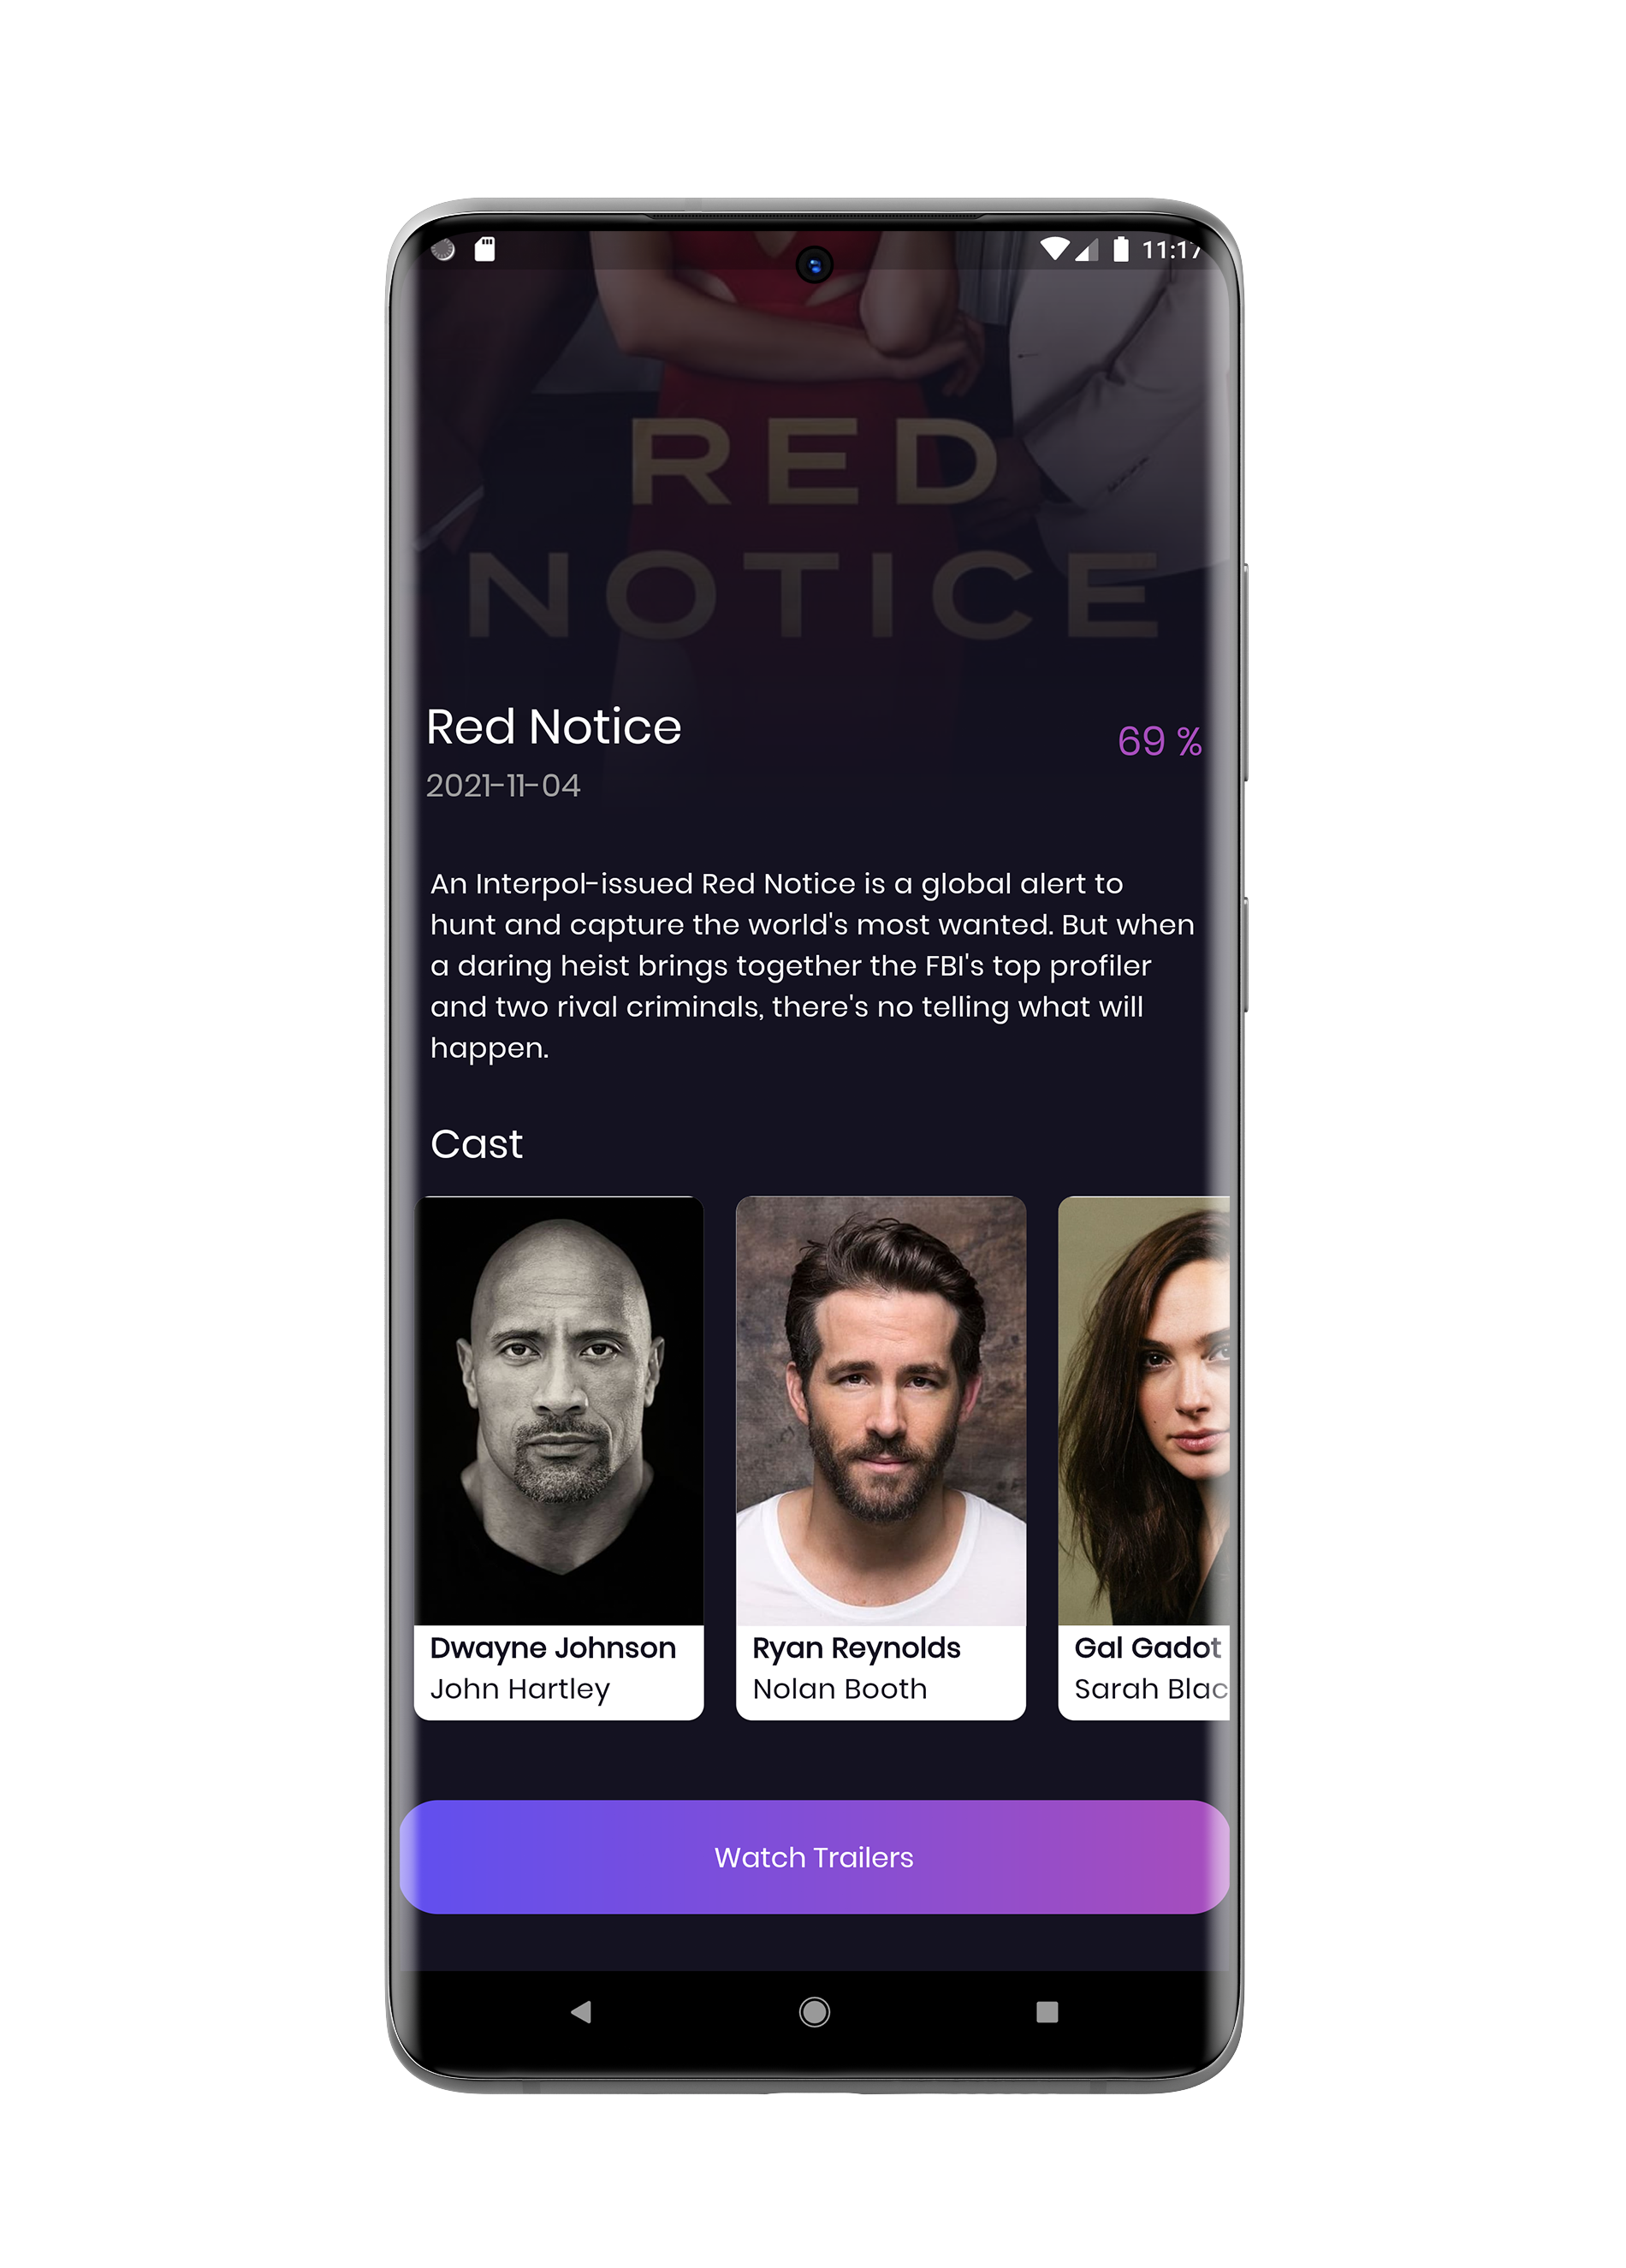 11:17
RED
NOTICE
Red Notice
69 %
2021-11-04
An Interpol-issued Red Notice is a global alert to
hunt and capture the world's most wanted. But when
a daring heist brings together the FBI's top profiler
and two rival criminals, there's no telling what will
happen.
Cast
Dwayne Johnson
John Hartley
Ryan Reynolds
Nolan Booth
Gal Gadot
Sarah Blac
Watch Trailers